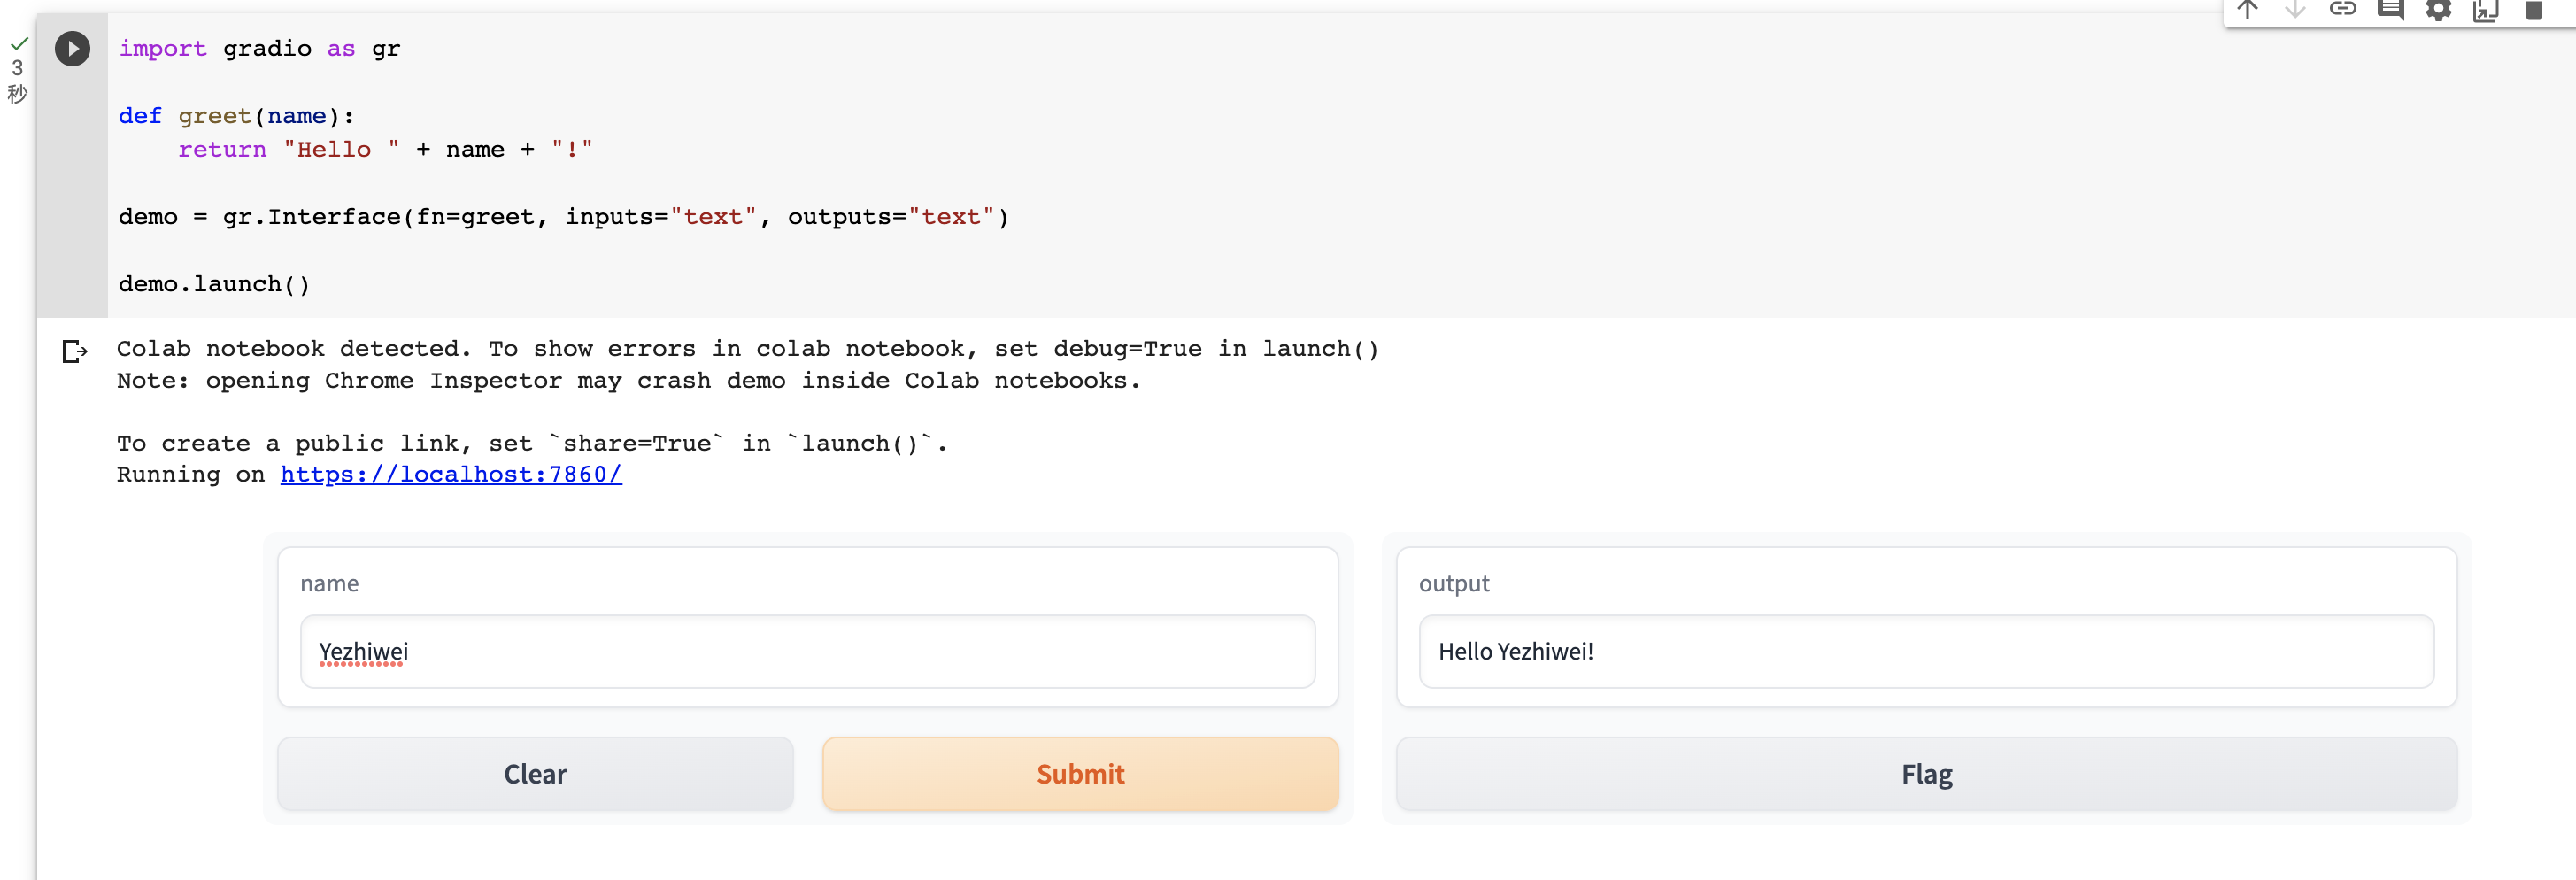 3
秒
import gradio as gr
def greet(name):
    return "Hello " + name + "!"
demo = gr.Interface(fn=greet, inputs="text", outputs="text")
demo.launch()
Colab notebook detected. To show errors in colab notebook, set debug=True in launch()
Note: opening Chrome Inspector may crash demo inside Colab notebooks.
To create a public link, set `share=True` in `launch()`.
Running on https://localhost:7860/
name
Yezhiwei
output
Hello Yezhiwei!
Clear
Submit
Flag